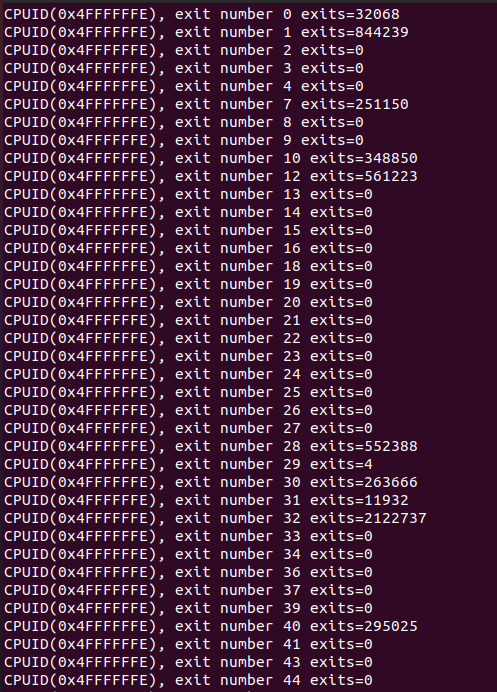 CPUID(0x4FFFFFFE), exit number 0 exits=32068
CPUID(0x4FFFFFFE), exit number 1 exits=844239
CPUID(0x4FFFFFFE), exit number 2 exits=0
CPUID(0x4FFFFFFE), exit number 3 exits=0
CPUID(0x4FFFFFFE), exit number 4 exits=0
CPUID(0x4FFFFFFE), exit number 7 exits=251150
CPUID(0x4FFFFFFE), exit number 8 exits=0
CPUID(0x4FFFFFFE), exit number 9 exits=0
CPUID(0x4FFFFFFE), exit number 10 exits=348850
CPUID(0x4FFFFFFE), exit number 12 exits=561223
CPUID(0x4FFFFFFE), exit number 13 exits=0
CPUID(0x4FFFFFFE), exit number 14 exits=0
CPUID(0x4FFFFFFE), exit number 15 exits=0
CPUID(0x4FFFFFFE), exit number 16 exits=0
CPUID(0x4FFFFFFE), exit number 18 exits=0
CPUID(0x4FFFFFFE), exit number 19 exits=0
CPUID(0x4FFFFFFE), exit number 20 exits=0
CPUID(0x4FFFFFFE), exit number 21 exits=0
CPUID(0x4FFFFFFE), exit number 22 exits=0
CPUID(0x4FFFFFFE), exit number 23 exits=0
CPUID(0x4FFFFFFE), exit number 24 exits=0
CPUID(0x4FFFFFFE), exit number 25 exits=0
CPUID(0x4FFFFFFE), exit number 26 exits=0
CPUID(0x4FFFFFFE), exit number 27 exits=0
CPUID(0x4FFFFFFE), exit number 28 exits=552388
CPUID(0x4FFFFFFE), exit number 29 exits=4
CPUID(0x4FFFFFFE), exit number 30 exits=263666
CPUID(0x4FFFFFFE), exit number 31 exits=11932
CPUID(0x4FFFFFFE), exit number 32 exits=2122737
CPUID(0x4FFFFFFE), exit number 33 exits=0
CPUID(0x4FFFFFFE), exit number 34 exits=0
CPUID(0x4FFFFFFE), exit number 36 exits=0
CPUID(0x4FFFFFFE), exit number 37 exits=0
CPUID(0x4FFFFFFE), exit number 39 exits=0
CPUID(0x4FFFFFFE), exit number 40 exits=295025
CPUID(0x4FFFFFFE), exit number 41 exits=0
CPUID(0x4FFFFFFE), exit number 43 exits=0
CPUID(0x4FFFFFFE), exit number 44 exits=0